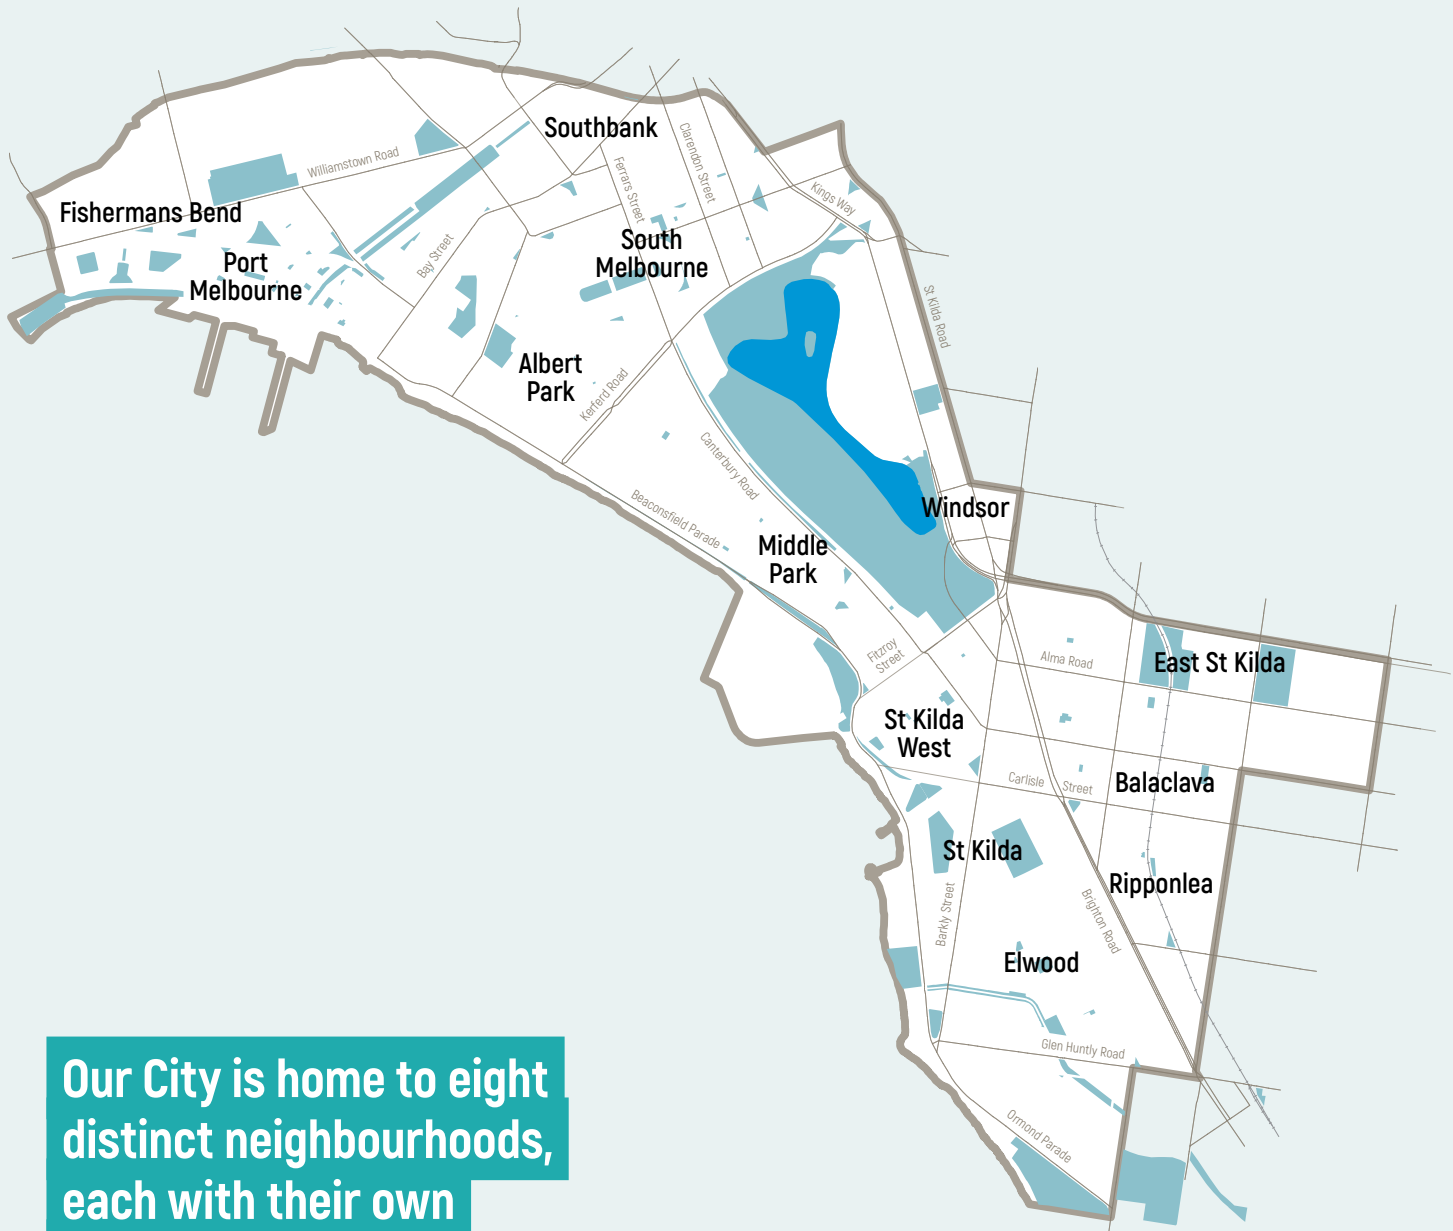 Southbank
Clarendon Street
Williamstown Road
Ferrars Street
Kings Way
Fishermans Bend
South
Melbourne
Bay Street
Port
Melbourne
St Kilda Road
Albert
Park
Kerferd Road
Canterbury Road
Beaconsfield Parade
Windsor
Middle
Park
Fitzroy
Street
Alma Road
East St Kilda
St Kilda
West
Carlisle Street
Balaclava
St Kilda
Ripponlea
Barkly Street
Brighton Road
Elwood
Glen Huntly Road
Ormond Parade
Our City is home to eight
distinct neighbourhoods,
each with their own